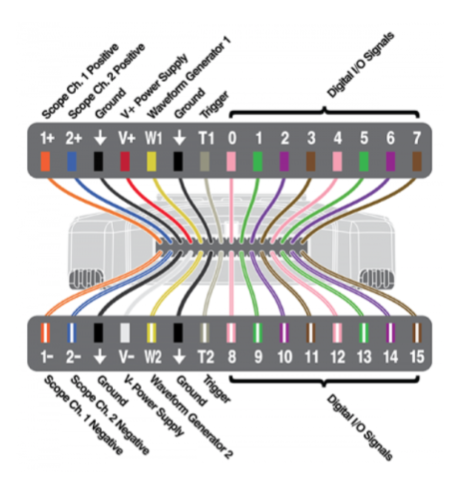 Scope Ch. 1 Positive
Scope Ch. 2 Positive
Ground
V+ Power Supply
Waveform Generator 1
Ground
Trigger
Digital I/O Signals
1+ 2+ V+ W1 T1 0 1 2 3 4 5 6 7
1- 2- V- W2 T2 8 9 10 11 12 13 14 15
Scope Ch. 1 Negative
Scope Ch. 2 Negative
Ground
V- Power Supply
Waveform Generator 2
Ground
Trigger
Digital I/O Signals